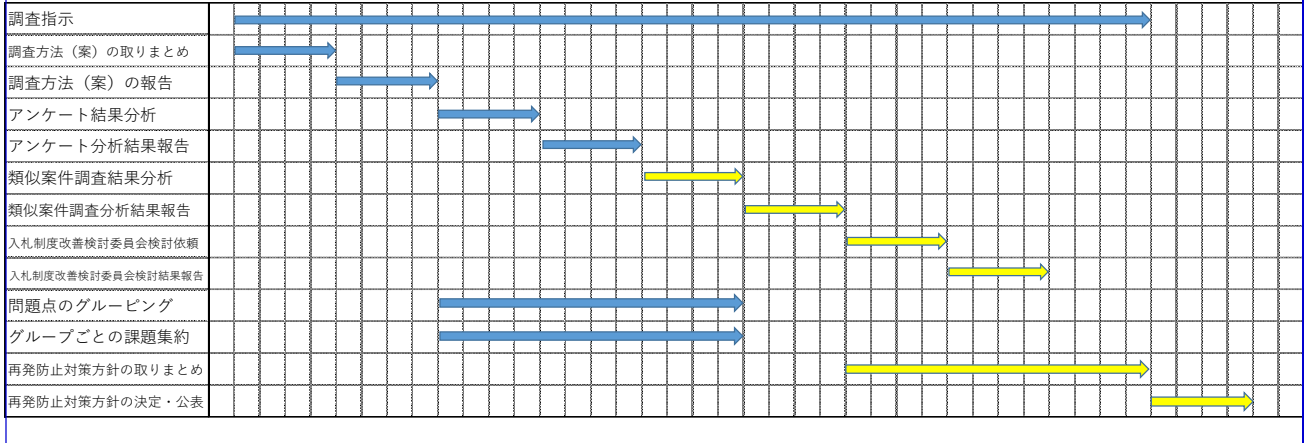 調査指示
調査方法（案）の取りまとめ
調査方法（案）の報告
アンケート結果分析
アンケート分析結果報告
類似案件調査結果分析
類似案件調査分析結果報告
入札制度改善検討委員会検討依頼
入札制度改善検討委員会検討結果報告
問題点のグルーピング
グループごとの課題集約
再発防止対策方針の取りまとめ
再発防止対策方針の決定・公表